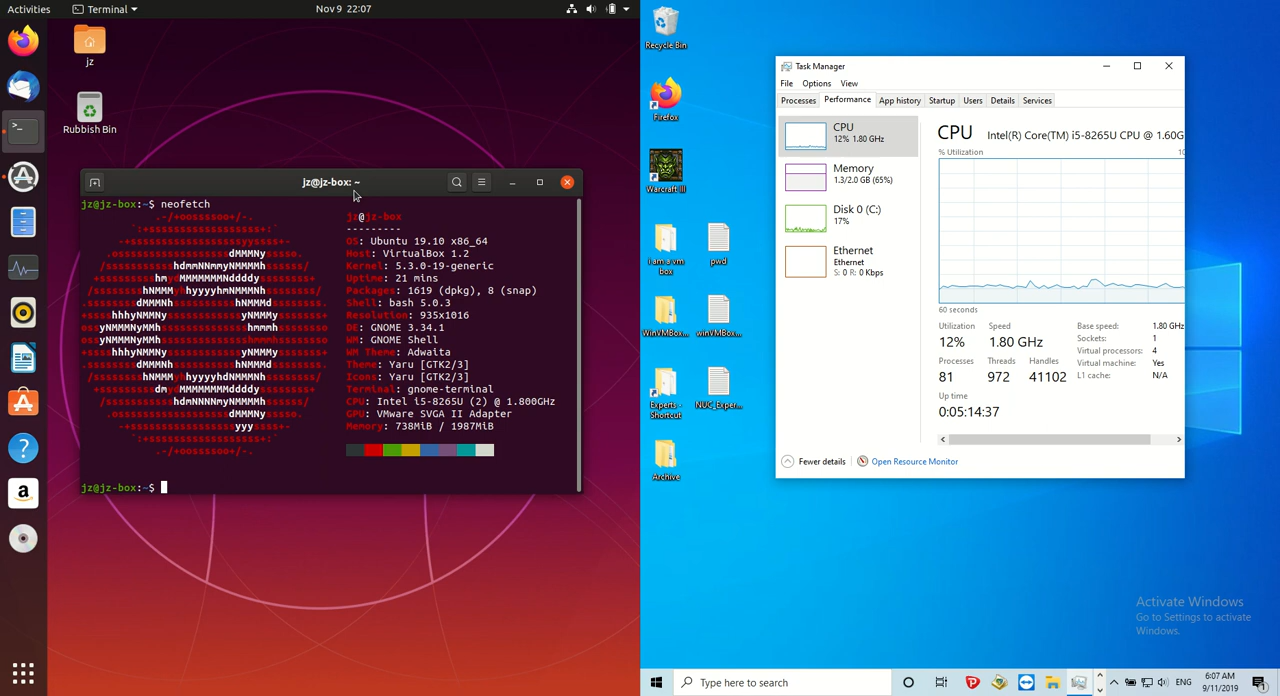 Activities
Terminal
Nov 9 22:07
jz
Rubbish Bin
jz@jz-box: ~
jz@jz-box:~$ neofetch
jz@jz-box
---------
OS: Ubuntu 19.10 x86_64
Host: VirtualBox 1.2
Kernel: 5.3.0-19-generic
Uptime: 21 mins
Packages: 1619 (dpkg), 8 (snap)
Shell: bash 5.0.3
Resolution: 935x1016
DE: GNOME 3.34.1
WM: GNOME Shell
WM Theme: Adwaita
Theme: Yaru [GTK2/3]
Icons: Yaru [GTK2/3]
Terminal: gnome-terminal
CPU: Intel i5-8265U (2) @ 1.800GHz
GPU: VMware SVGA II Adapter
Memory: 738MiB / 1987MiB
jz@jz-box:~$
Recycle Bin
Firefox
Warcraft III
i am a vm box
pwd
WinVMBox...
winVMBox...
Experts - Shortcut
NUC_Exper...
Archive
Task Manager
File Options View
Processes Performance App history Startup Users Details Services
CPU
12% 1.80 GHz
Memory
1.3/2.0 GB (65%)
Disk 0 (C:)
17%
Ethernet
Ethernet
S: 0 R: 0 Kbps
CPU Intel(R) Core(TM) i5-8265U CPU @ 1.60G
% Utilization 10
60 seconds
Utilization Speed
12% 1.80 GHz
Processes Threads Handles
81 972 41102
Up time
0:05:14:37
Base speed: 1.80 GHz
Sockets: 1
Virtual processors: 4
Virtual machine: Yes
L1 cache: N/A
Fewer details
Open Resource Monitor
Activate Windows
Go to Settings to activate
Windows.
Type here to search
ENG
6:07 AM
9/11/2019